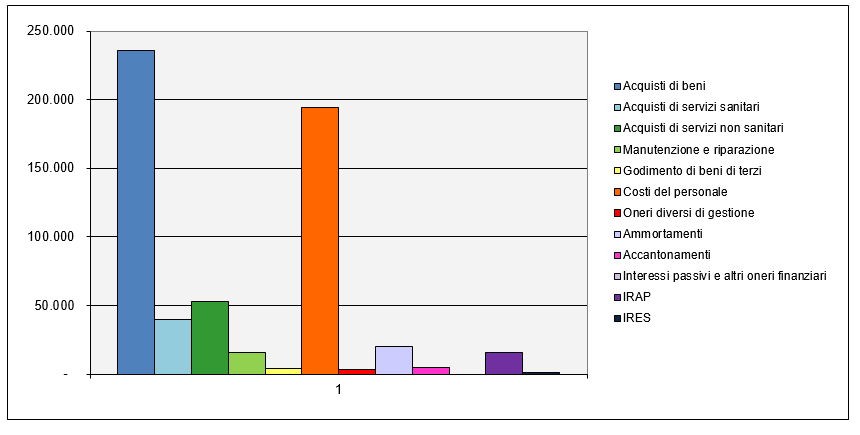 250.000
200.000
150.000
100.000
50.000
-
1
Acquisti di beni
Acquisti di servizi sanitari
Acquisti di servizi non sanitari
Manutenzione e riparazione
Godimento di beni di terzi
Costi del personale
Oneri diversi di gestione
Ammortamenti
Accantonamenti
Interessi passivi e altri oneri finanziari
IRAP
IRES